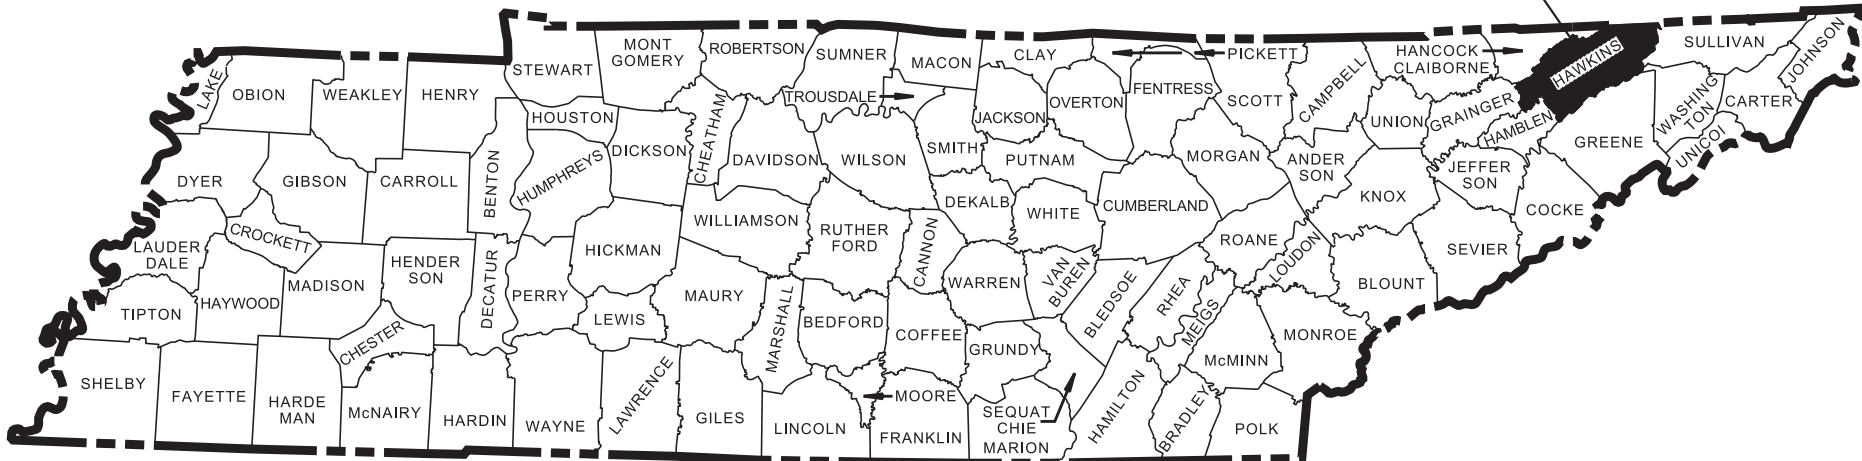 LAKE
OBION
WEAKLEY
HENRY
STEWART
MONT
GOMERY
ROBERTSON
SUMNER
MACON
CLAY
PICKETT
HANCOCK
CLAIBORNE
HAWKINS
SULLIVAN
JOHNSON
HOUSTON
CHEATHAM
TROUSDALE
JACKSON
OVERTON
FENTRESS
SCOTT
CAMPBELL
UNION
GRAINGER
HAMBLEN
GREENE
WASHING
TON
CARTER
UNICOI
DYER
GIBSON
CARROLL
BENTON
HUMPHREYS
DICKSON
DAVIDSON
WILSON
SMITH
PUTNAM
MORGAN
ANDER
SON
KNOX
JEFFER
SON
COCKE
LAUDER
DALE
CROCKETT
WILLIAMSON
RUTHER
FORD
CANNON
DEKALB
WHITE
CUMBERLAND
ROANE
LOUDON
SEVIER
BLOUNT
TIPTON
HAYWOOD
MADISON
HENDER
SON
DECATUR
PERRY
HICKMAN
LEWIS
MAURY
MARSHALL
BEDFORD
COFFEE
WARREN
VAN
BUREN
BLEDSOE
RHEA
MEIGS
MONROE
McMINN
GRUNDY
CHESTER
SHELBY
FAYETTE
HARDE
MAN
McNAIRY
HARDIN
WAYNE
LAWRENCE
GILES
LINCOLN
MOORE
FRANKLIN
SEQUAT
CHIE
MARION
HAMILTON
BRADLEY
POLK